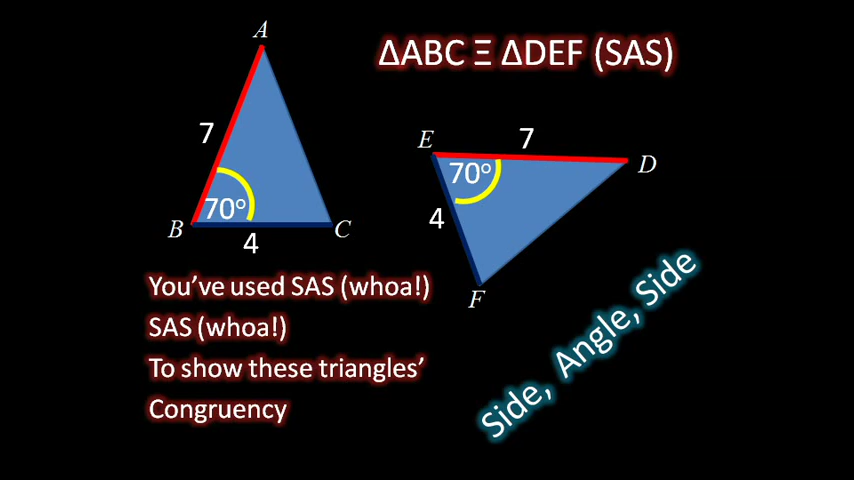 A
ΔABC Ξ ΔDEF (SAS)
7
E
7
D
70°
70°
4
B
C
4
You've used SAS (whoa!)
F
SAS (whoa!)
To show these triangles'
Congruency
Side, Angle, Side